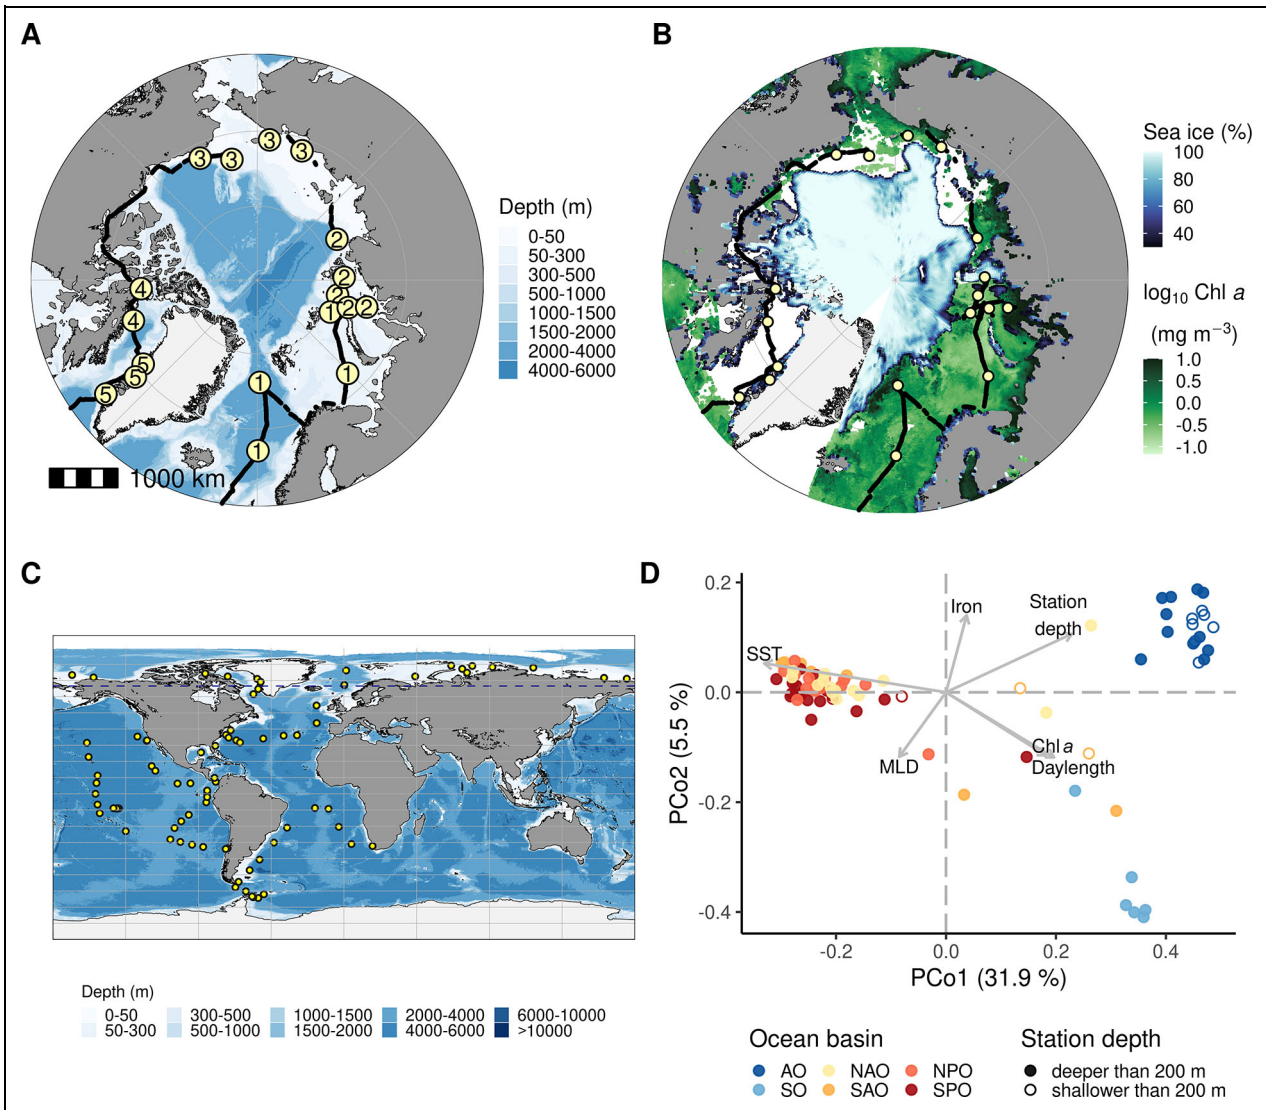 A
3
3
3
3
2
2
2
1
2
2
4
4
5
5
5
1
1
1
1000 km
Depth (m)
0-50
50-300
300-500
500-1000
1000-1500
1500-2000
2000-4000
4000-6000
B
Sea ice (%)
100
80
60
40
log10 Chl a
(mg m−3)
1.0
0.5
0.0
-0.5
-1.0
C
Depth (m)
0-50
300-500
1000-1500
2000-4000
6000-10000
50-300
500-1000
1500-2000
4000-6000
>10000
D
PCo2 (5.5 %)
0.2
0.0
-0.2
-0.4
Iron
Station
depth
SST
MLD
Chl a
Daylength
-0.2
0.0
0.2
0.4
PCo1 (31.9 %)
Ocean basin
AO
NAO
NPO
SO
SAO
SPO
Station depth
deeper than 200 m
shallower than 200 m